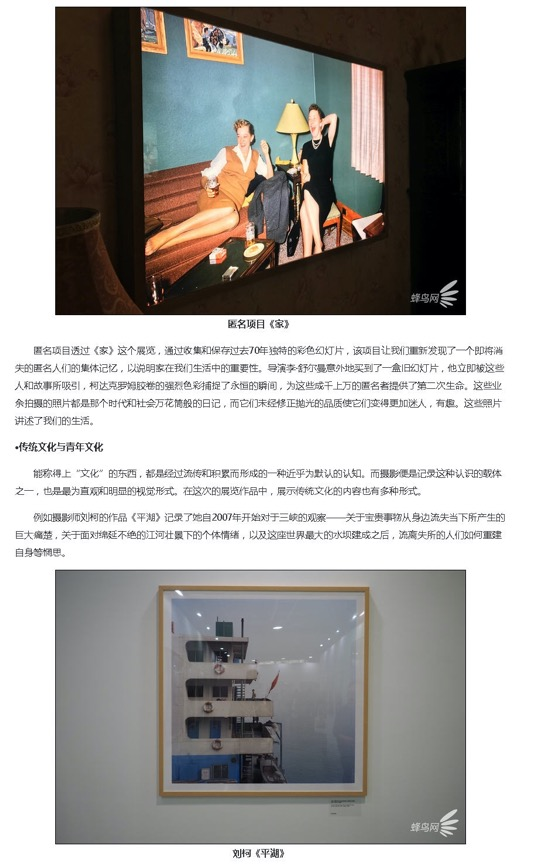 蜂鸟网
匿名项目《家》
匿名项目透过《家》这个展览，通过收集和保存过去70年独特的彩色幻灯片，该项目让我们重新发现了一个即将消
失的匿名人们的集体记忆，以说明家在我们生活中的重要性。导演李·舒尔曼意外地买到了一盒旧幻灯片，他立即被这些
人和故事所吸引，柯达克罗姆胶卷的强烈色彩捕捉了永恒的瞬间，为这些成千上万的匿名者提供了第二次生命。这些业
余拍摄的照片都是那个时代和社会万花筒般的日记，而它们未经修正抛光的品质使它们变得更加迷人，有趣。这些照片
讲述了我们的生活。
•传统文化与青年文化
能称得上“文化”的东西，都是经过流传和积累而形成的一种近乎为默认的认知。而摄影便是记录这种认识的载体
之一，也是最为直观和明显的视觉形式。在这次的展览作品中，展示传统文化的内容也有多种形式。
例如摄影师刘柯的作品《平湖》记录了她自2007年开始对于三峡的观察——关于宝贵事物从身边流失当下所产生的
巨大痛楚，关于面对绵延不绝的江河壮景下的个体情绪，以及这座世界最大的水坝建成之后，流离失所的人们如何重建
自身等惆思。
蜂鸟网
刘柯《平湖》